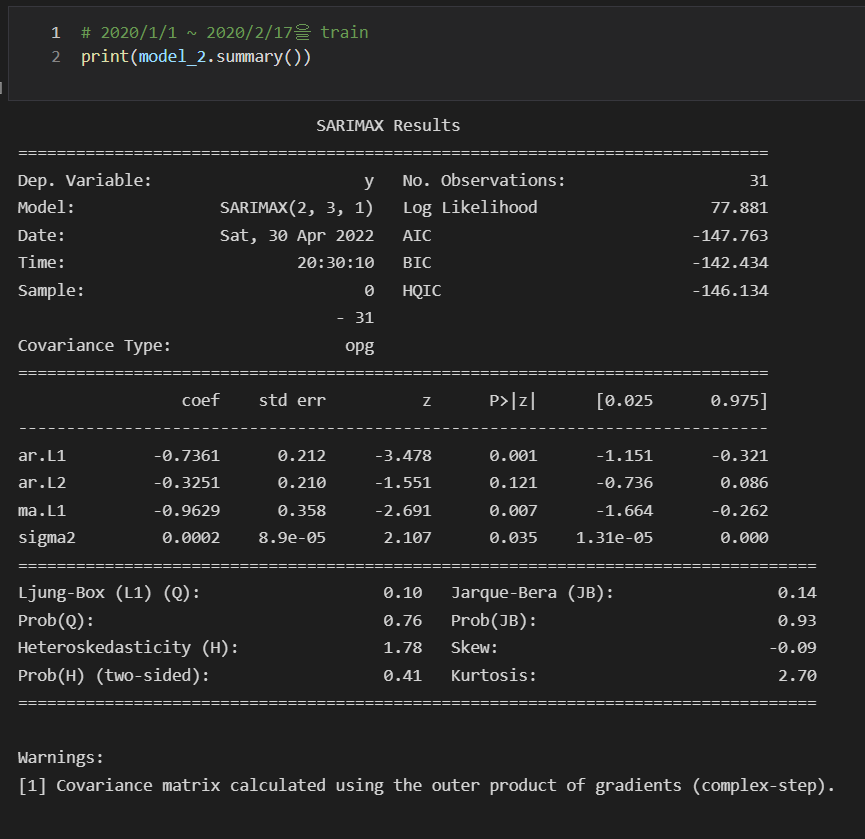 1 # 2020/1/1 ~ 2020/2/17을 train
2 print(model_2.summary())
SARIMAX Results
==============================================================================
Dep. Variable: y No. Observations: 31
Model: SARIMAX(2, 3, 1) Log Likelihood 77.881
Date: Sat, 30 Apr 2022 AIC -147.763
Time: 20:30:10 BIC -142.434
Sample: 0 HQIC -146.134
- 31
Covariance Type: opg
==============================================================================
coef std err z P>|z| [0.025 0.975]
------------------------------------------------------------------------------
ar.L1 -0.7361 0.212 -3.478 0.001 -1.151 -0.321
ar.L2 -0.3251 0.210 -1.551 0.121 -0.736 0.086
ma.L1 -0.9629 0.358 -2.691 0.007 -1.664 -0.262
sigma2 0.0002 8.9e-05 2.107 0.035 1.31e-05 0.000
===================================================================================
Ljung-Box (L1) (Q): 0.10 Jarque-Bera (JB): 0.14
Prob(Q): 0.76 Prob(JB): 0.93
Heteroskedasticity (H): 1.78 Skew: -0.09
Prob(H) (two-sided): 0.41 Kurtosis: 2.70
===================================================================================
Warnings:
[1] Covariance matrix calculated using the outer product of gradients (complex-step).